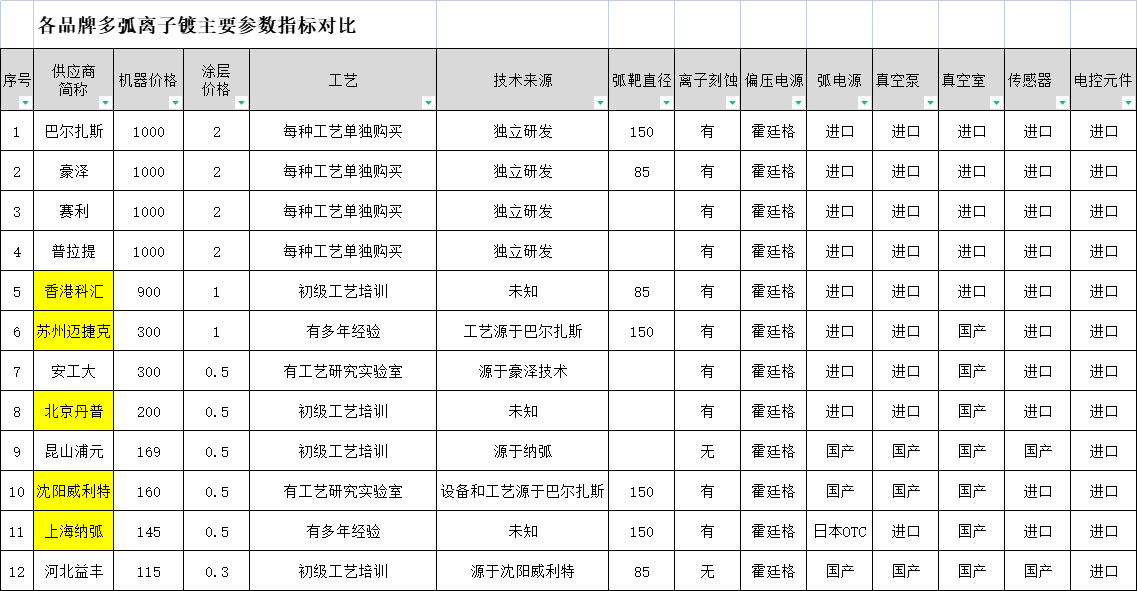 各品牌多弧离子镀主要参数指标对比
序号 供应商简称 机器价格 涂层价格 工艺 技术来源 弧靶直径 离子刻蚀 偏压电源 弧电源 真空泵 真空室 传感器 电控元件
1 巴尔扎斯 1000 2 每种工艺单独购买 独立研发 150 有 霍廷格 进口 进口 进口 进口 进口
2 豪泽 1000 2 每种工艺单独购买 独立研发 85 有 霍廷格 进口 进口 进口 进口 进口
3 赛利 1000 2 每种工艺单独购买 独立研发 有 霍廷格 进口 进口 进口 进口 进口
4 普拉提 1000 2 每种工艺单独购买 独立研发 有 霍廷格 进口 进口 进口 进口 进口
5 香港科汇 900 1 初级工艺培训 未知 85 有 霍廷格 进口 进口 进口 进口 进口
6 苏州迈捷克 300 1 有多年经验 工艺源于巴尔扎斯 150 有 霍廷格 进口 进口 国产 进口 进口
7 安工大 300 0.5 有工艺研究实验室 源于豪泽技术 有 霍廷格 进口 进口 国产 进口 进口
8 北京丹普 200 0.5 初级工艺培训 未知 有 霍廷格 进口 进口 国产 进口 进口
9 昆山浦元 169 0.5 初级工艺培训 源于纳弧 无 霍廷格 国产 国产 国产 国产 进口
10 沈阳威利特 160 0.5 有工艺研究实验室 设备和工艺源于巴尔扎斯 150 有 霍廷格 国产 国产 国产 进口 进口
11 上海纳弧 145 0.5 有多年经验 未知 150 有 霍廷格 日本OTC 进口 国产 进口 进口
12 河北益丰 115 0.3 初级工艺培训 源于沈阳威利特 85 无 霍廷格 国产 国产 国产 国产 进口